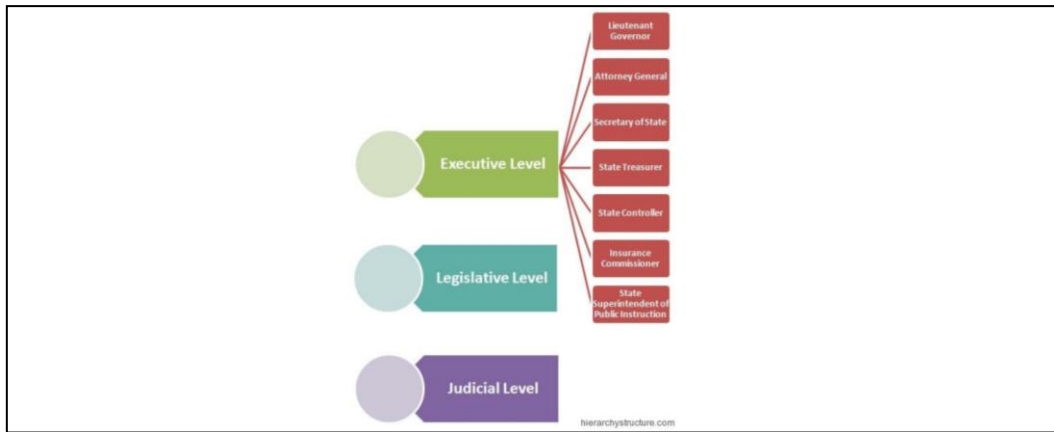 Lieutenant
Governor
Attorney General
Secretary of State
Executive Level
State Treasurer
State Controller
Insurance
Commissioner
Legislative Level
State
Superintendent of
Public Instruction
Judicial Level
hierarchystructure.com